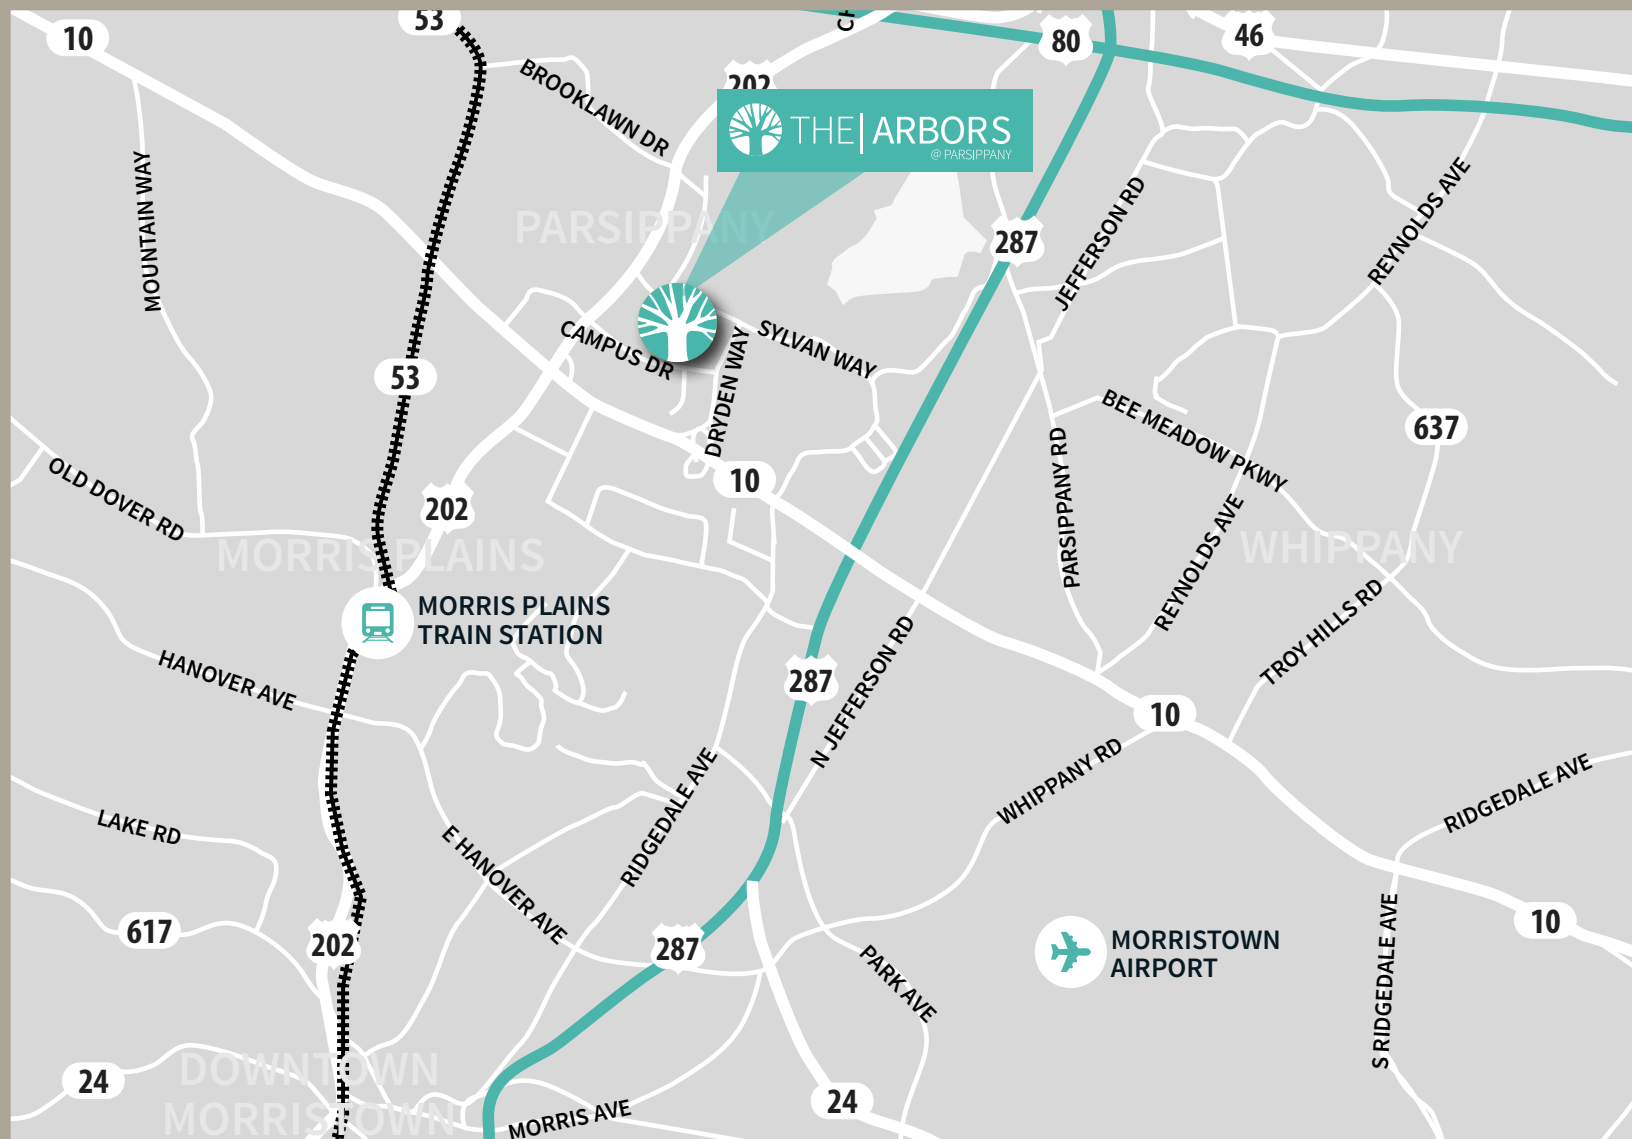 53
10
80
46
CH
202
BROOKLAWN DR
THE | ARBORS
@ PARSIPPANY
MOUNTAIN WAY
PARSIPPANY
287
JEFFERSON RD
REYNOLDS AVE
CAMPUS DR
SYLVAN WAY
DRYDEN WAY
53
BEE MEADOW PKWY
637
PARSIPPANY RD
OLD DOVER RD
10
202
REYNOLDS AVE
MORRIS PLAINS
WHIPPANY
MORRIS PLAINS
TRAIN STATION
TROY HILLS RD
HANOVER AVE
287
N JEFFERSON RD
10
WHIPPANY RD
RIDGEDALE AVE
RIDGEDALE AVE
LAKE RD
E HANOVER AVE
617
202
287
10
MORRISTOWN
AIRPORT
PARK AVE
S RIDGEDALE AVE
DOWNTOWN
MORRISTOWN
24
24
MORRIS AVE